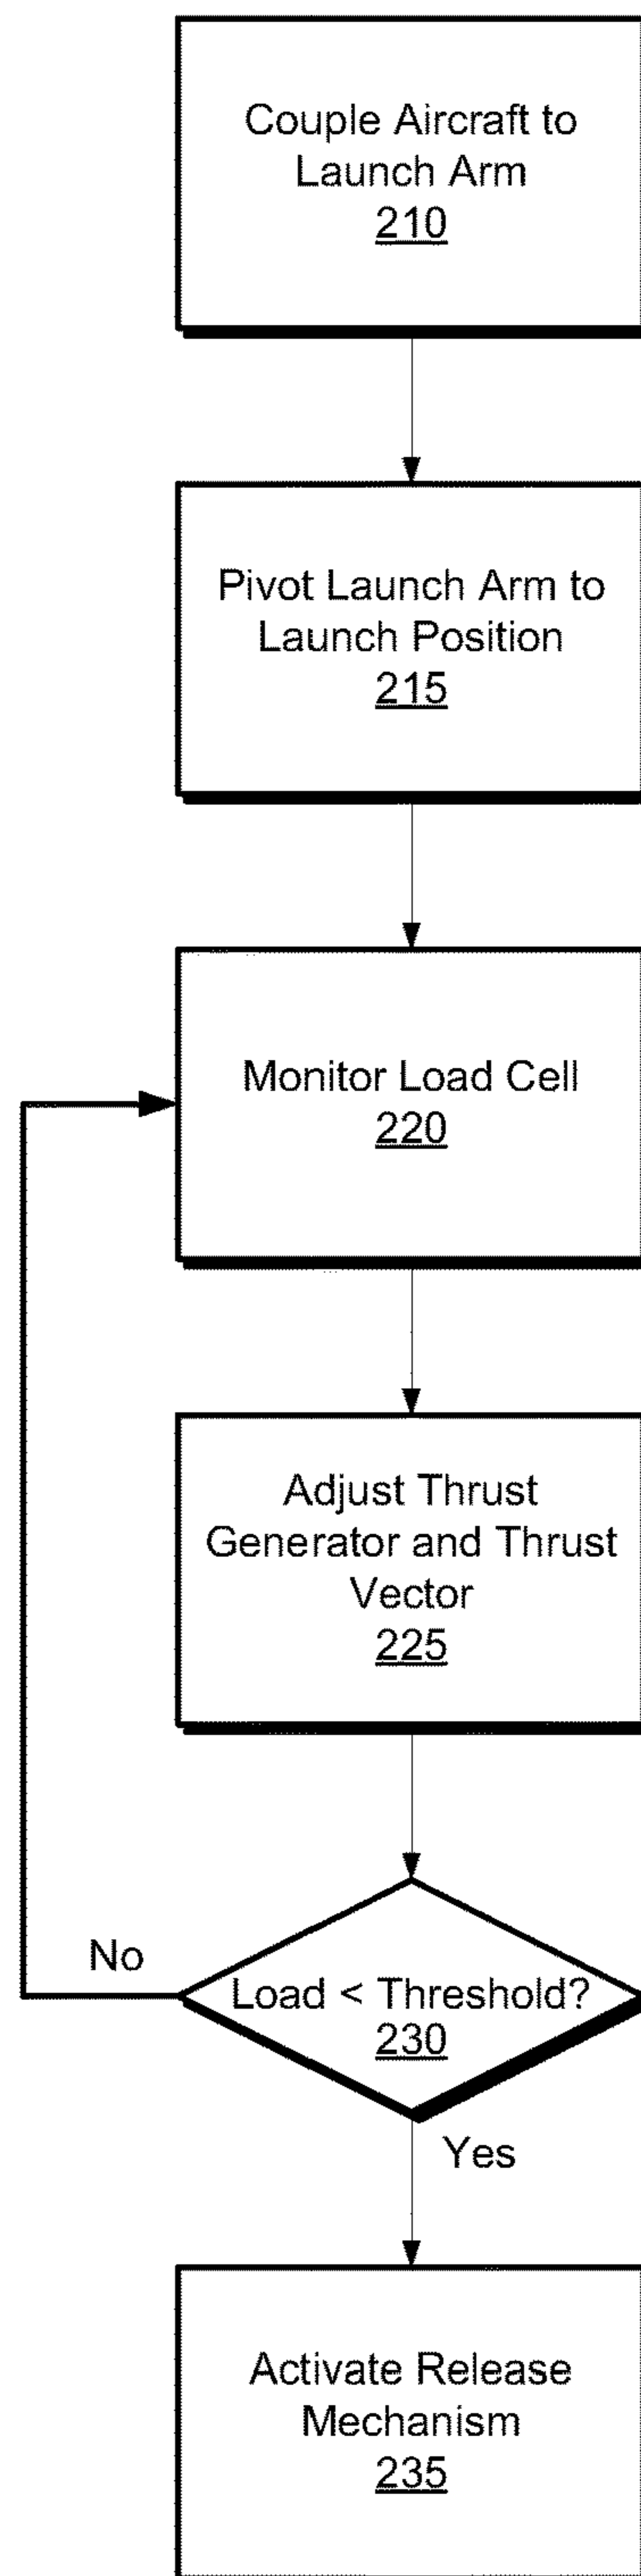 Couple Aircraft to
Launch Arm
210
Pivot Launch Arm to
Launch Position
215
Monitor Load Cell
220
Adjust Thrust
Generator and Thrust
Vector
225
No
Load < Threshold?
230
Yes
Activate Release
Mechanism
235